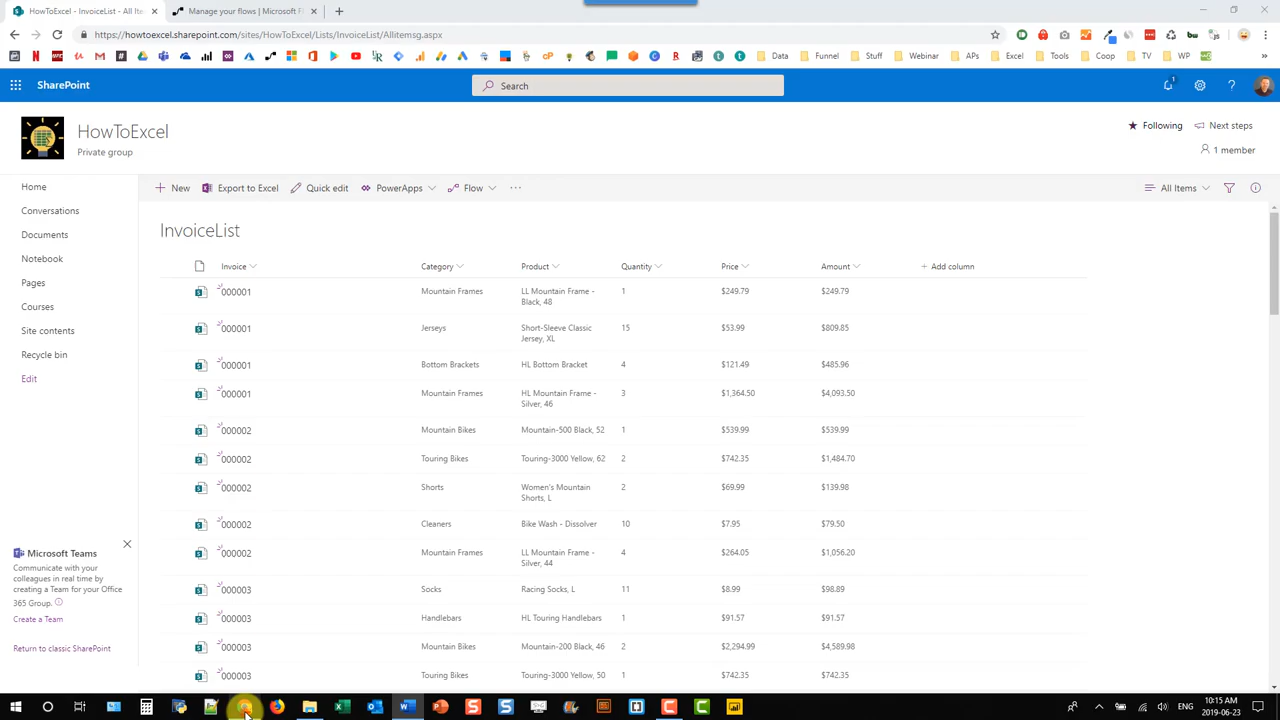 HowToExcel - InvoiceList - All Ite
Manage your flows | Microsoft F
https://howtoexcel.sharepoint.com/sites/HowToExcel/Lists/InvoiceList/Allitemsg.aspx
Data Funnel Stuff Webinar APs Excel Tools Coop TV WP
SharePoint
Search
1
HowToExcel
Private group
Following
Next steps
1 member
Home
Conversations
Documents
Notebook
Pages
Courses
Site contents
Recycle bin
Edit
New Export to Excel Quick edit PowerApps Flow ···
All Items
InvoiceList
Invoice Category Product Quantity Price Amount + Add column
000001 Mountain Frames LL Mountain Frame - 1 $249.79 $249.79
Black, 48
000001 Jerseys Short-Sleeve Classic 15 $53.99 $809.85
Jersey, XL
000001 Bottom Brackets HL Bottom Bracket 4 $121.49 $485.96
000001 Mountain Frames HL Mountain Frame - 3 $1,364.50 $4,093.50
Silver, 46
000002 Mountain Bikes Mountain-500 Black, 52 1 $539.99 $539.99
000002 Touring Bikes Touring-3000 Yellow, 62 2 $742.35 $1,484.70
000002 Shorts Women's Mountain 2 $69.99 $139.98
Shorts, L
000002 Cleaners Bike Wash - Dissolver 10 $7.95 $79.50
000002 Mountain Frames LL Mountain Frame - 4 $264.05 $1,056.20
Silver, 44
000003 Socks Racing Socks, L 11 $8.99 $98.89
000003 Handlebars HL Touring Handlebars 1 $91.57 $91.57
000003 Mountain Bikes Mountain-200 Black, 46 2 $2,294.99 $4,589.98
000003 Touring Bikes Touring-3000 Yellow, 50 1 $742.35 $742.35
Microsoft Teams
Communicate with your
colleagues in real time by
creating a Team for your Office
365 Group.
Create a Team
Return to classic SharePoint
ENG
10:15 AM
2019-06-23